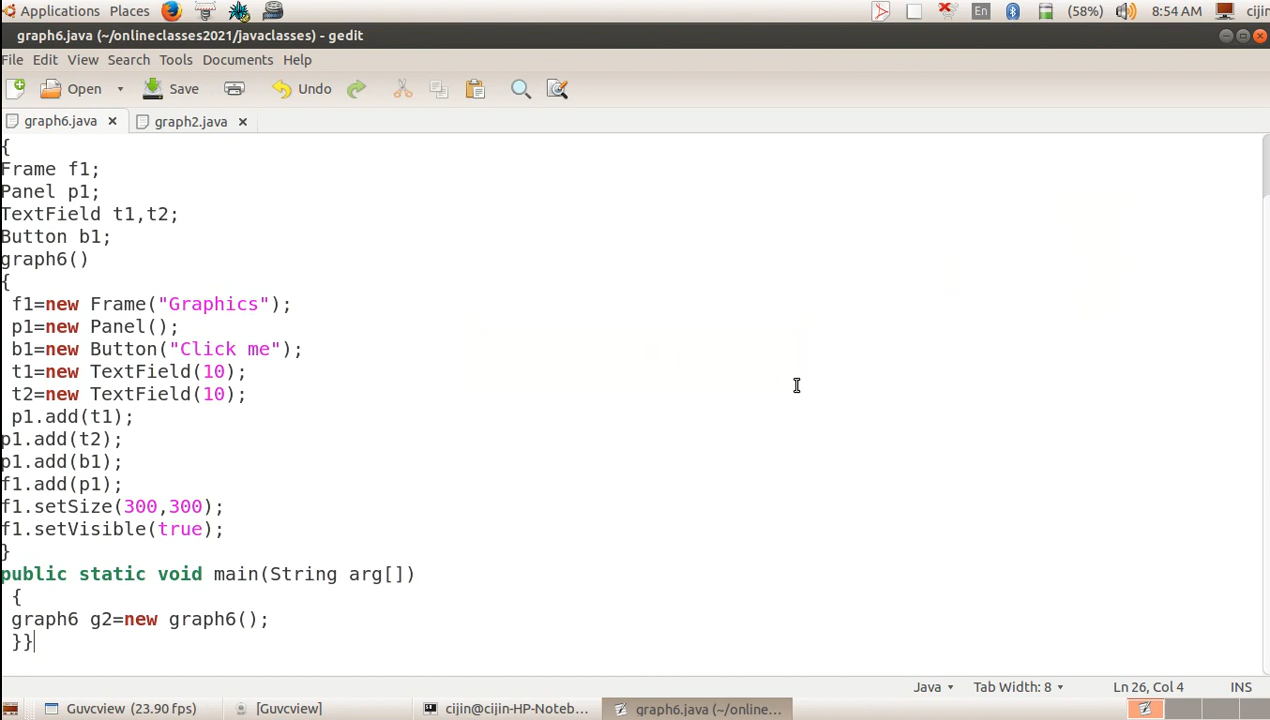 Applications Places En (58%) 8:54 AM cijin
graph6.java (~/onlineclasses2021/javaclasses) - gedit
File Edit View Search Tools Documents Help
Open Save Undo
graph6.java × graph2.java ×
{
Frame f1;
Panel p1;
TextField t1,t2;
Button b1;
graph6()
{
f1=new Frame("Graphics");
p1=new Panel();
b1=new Button("Click me");
t1=new TextField(10);
t2=new TextField(10);
p1.add(t1);
p1.add(t2);
p1.add(b1);
f1.add(p1);
f1.setSize(300,300);
f1.setVisible(true);
}
public static void main(String arg[])
{
graph6 g2=new graph6();
}}
Java Tab Width: 8 Ln 26, Col 4 INS
Guvcview (23.90 fps) [Guvcview] cijin@cijin-HP-Noteb... graph6.java (~/online...